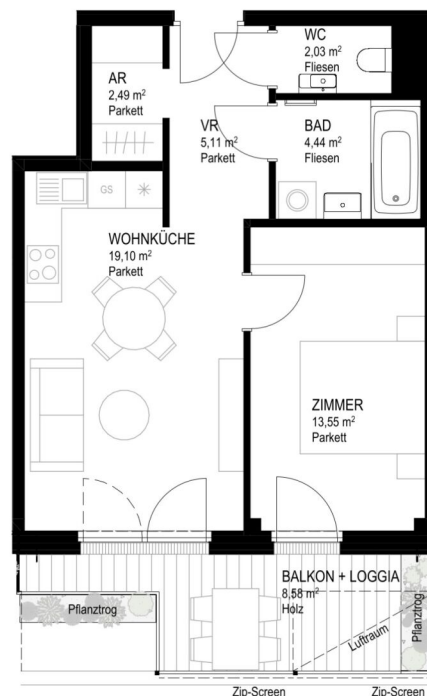 WC
2,03 m²
Fliesen
AR
2,49 m²
Parkett
VR
5,11 m²
Parkett
BAD
4,44 m²
Fliesen
GS
WOHNKÜCHE
19,10 m²
Parkett
ZIMMER
13,55 m²
Parkett
BALKON + LOGGIA
8,58 m²
Holz
Pflanztrog
Luftraum
Pflanztrog
Zip-Screen
Zip-Screen